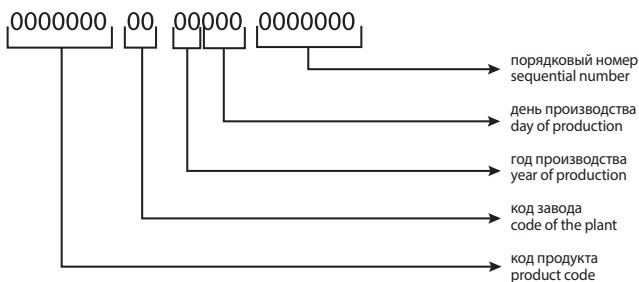 0000000 00 00000 0000000
порядковый номер
sequential number
день производства
day of production
год производства
year of production
код завода
code of the plant
код продукта
product code